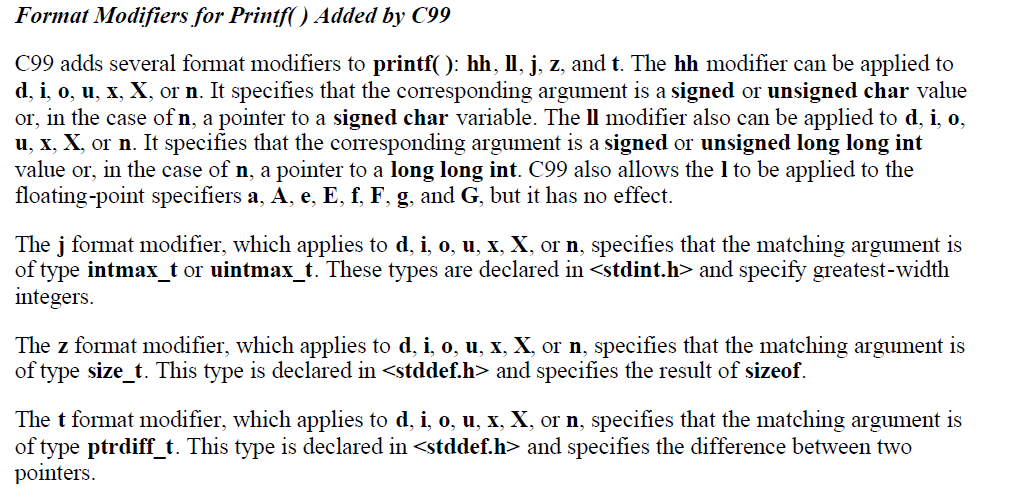 Format Modifiers for Printf( ) Added by C99
C99 adds several format modifiers to printf( ): hh, ll, j, z, and t. The hh modifier can be applied to
d, i, o, u, x, X, or n. It specifies that the corresponding argument is a signed or unsigned char value
or, in the case of n, a pointer to a signed char variable. The ll modifier also can be applied to d, i, o,
u, x, X, or n. It specifies that the corresponding argument is a signed or unsigned long long int
value or, in the case of n, a pointer to a long long int. C99 also allows the l to be applied to the
floating-point specifiers a, A, e, E, f, F, g, and G, but it has no effect.
The j format modifier, which applies to d, i, o, u, x, X, or n, specifies that the matching argument is
of type intmax_t or uintmax_t. These types are declared in <stdint.h> and specify greatest-width
integers.
The z format modifier, which applies to d, i, o, u, x, X, or n, specifies that the matching argument is
of type size_t. This type is declared in <stddef.h> and specifies the result of sizeof.
The t format modifier, which applies to d, i, o, u, x, X, or n, specifies that the matching argument is
of type ptrdiff_t. This type is declared in <stddef.h> and specifies the difference between two
pointers.